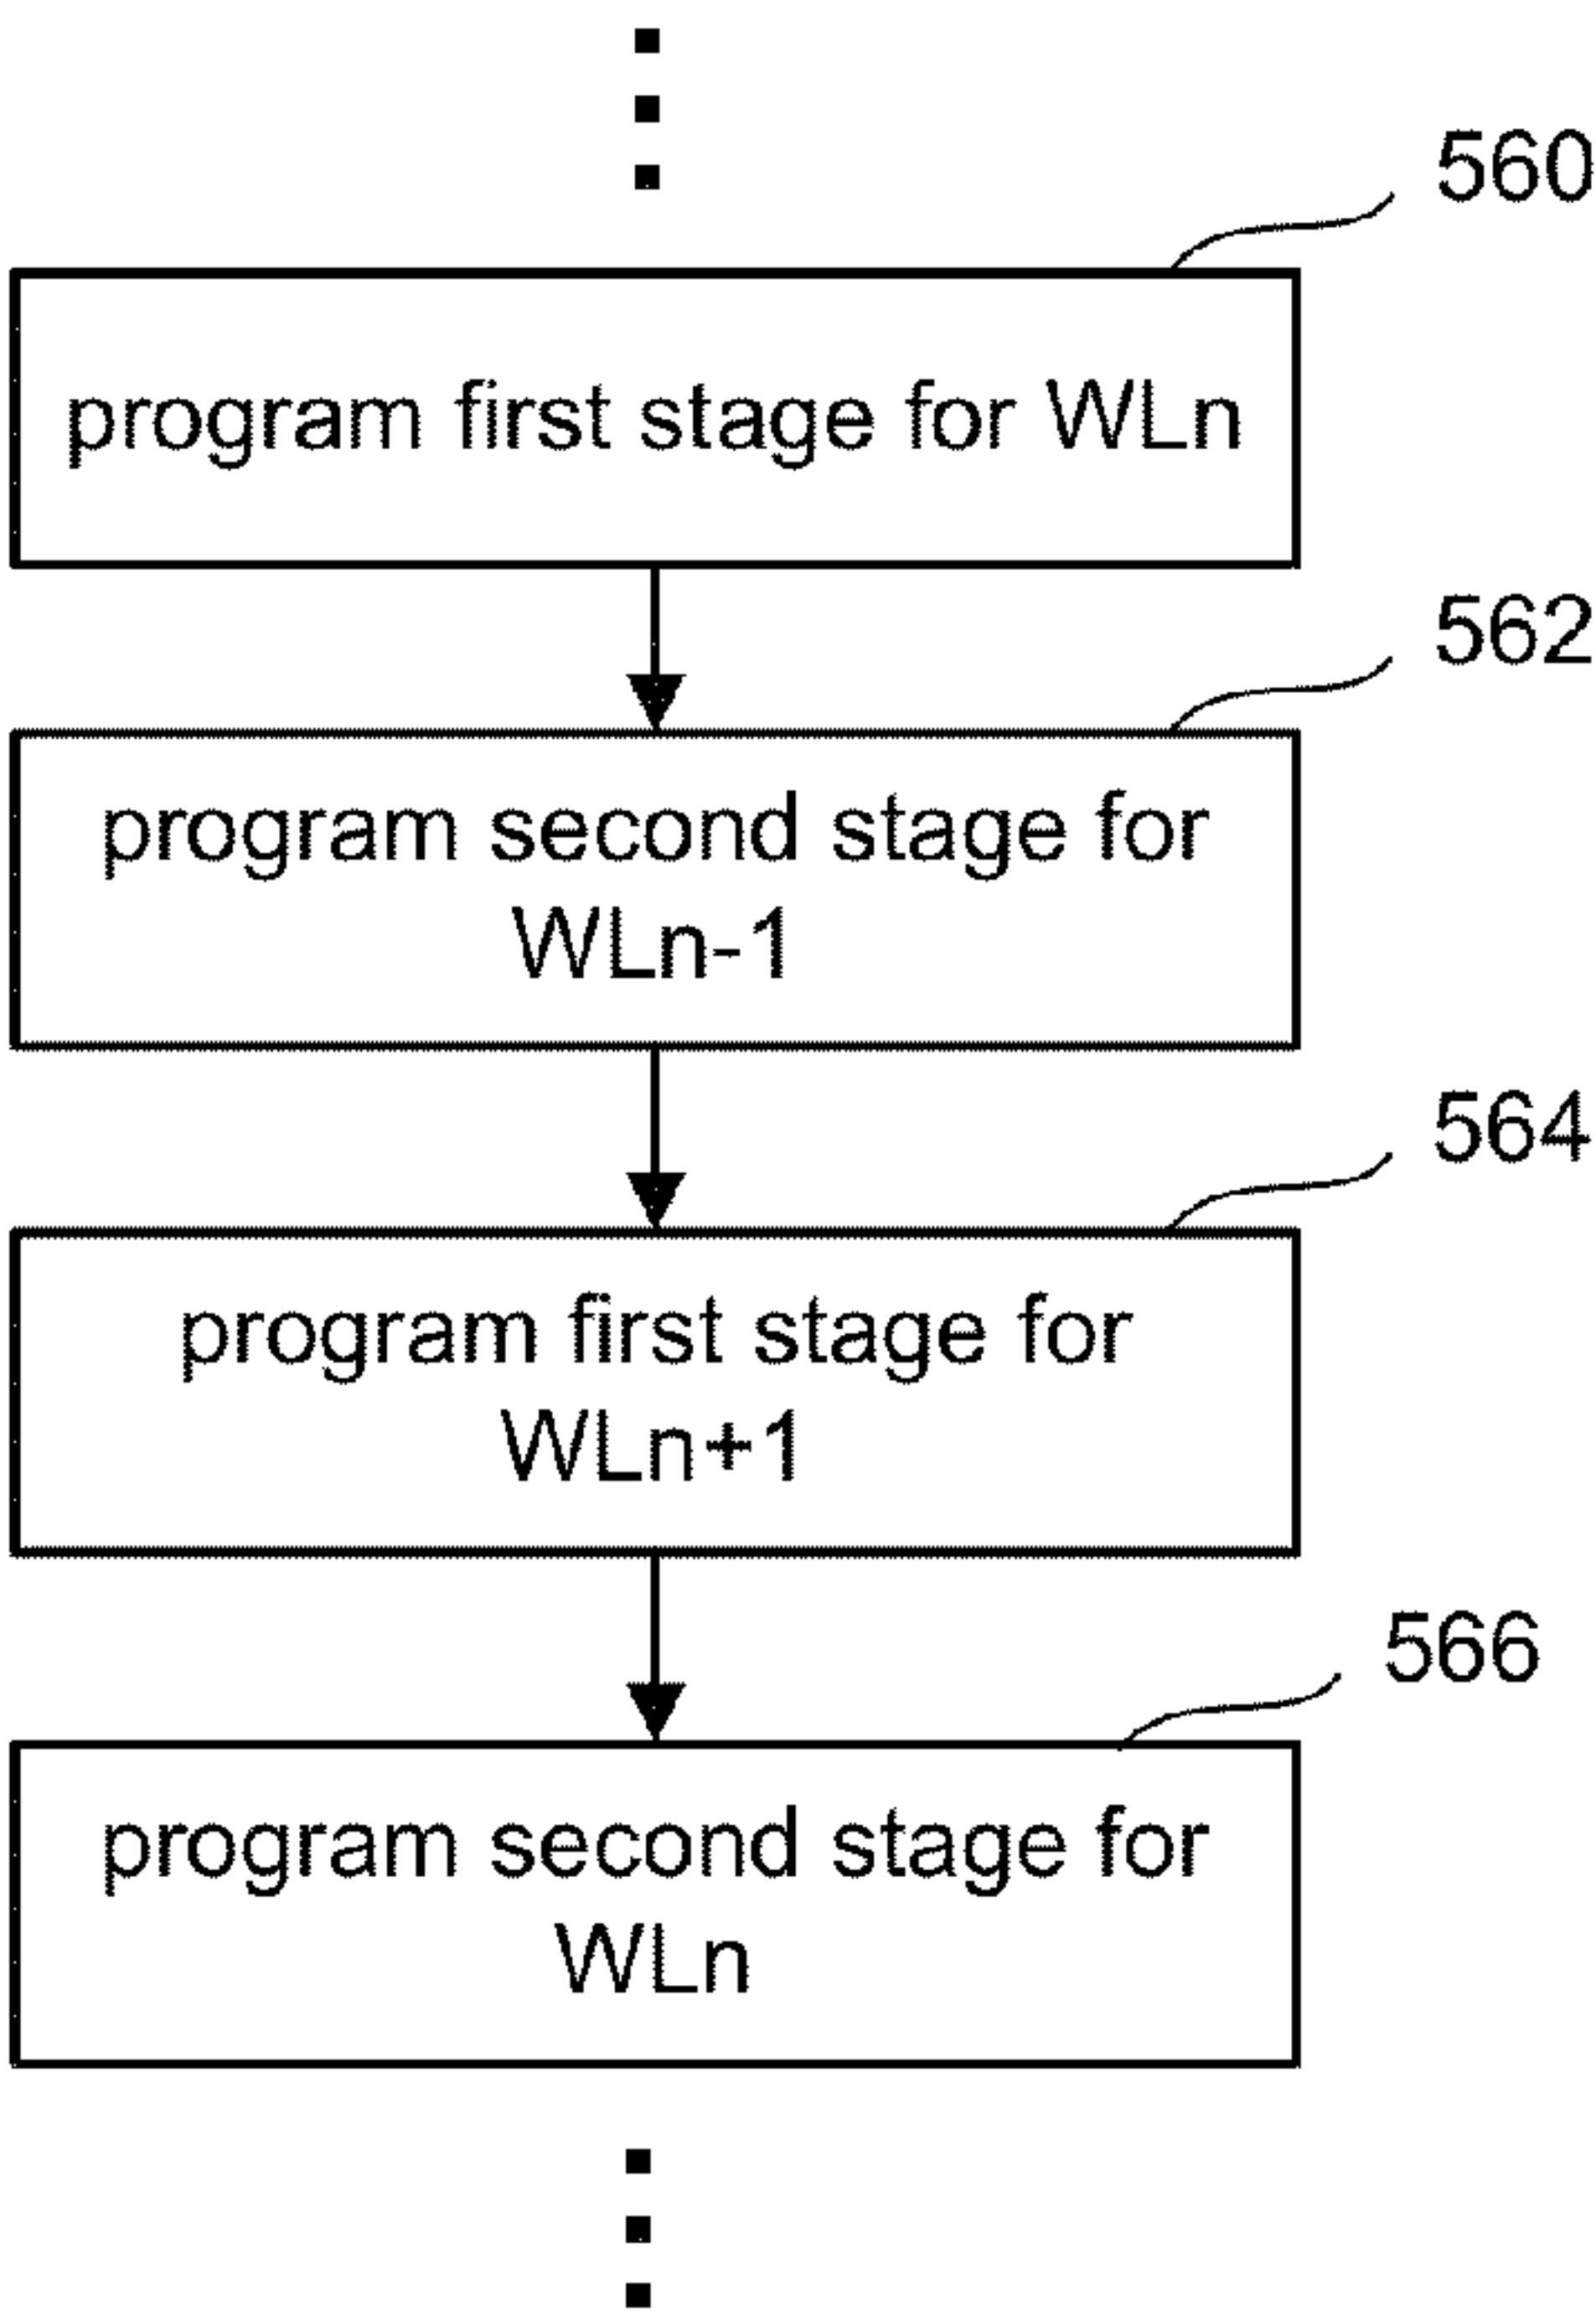 560
program first stage for WLn
562
program second stage for
WLn-1
564
program first stage for
WLn+1
566
program second stage for
WLn